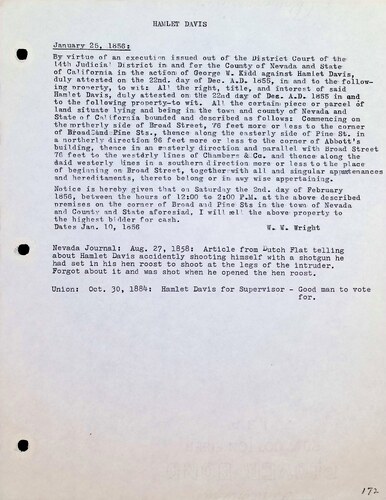 HAMLET DAVIS
January 25, 1856:
By virtue of an execution issued out of the District Court of the
14th Judicial District in and for the County of Nevada and State
of California in the action of George W. Kidd against Hamlet Davis,
duly attested on the 22nd. day of Dec. A.D. 1855, in and to the follow-
ing property, to wit: All the right, title, and interest of said
Hamlet Davis, duly attested on the 22nd day of Dec. A.D. 1855 in and
to the following property-to wit. All the certain piece or parcel of
land situate lying and being in the town and county of Nevada and
State of California bounded and described as follows: Commencing on
the northerly side of Broad Street, 76 feet more or less to the corner
of Broad and Pine Sts., thence along the easterly side of Pine St. in
a northerly direction 96 feet more or less to the corner of Abbott's
building, thence in an easterly direction and parallel with Broad Street
76 feet to the westerly lines of Chambers & Co. and thence along the
said westerly lines in a southern direction more or less to the place
of beginning on Broad Street, together with all and singular appurtenances
and hereditaments, thereto belong or in any wise appertaining.
Notice is hereby given that on Saturday the 2nd. day of February
1856, between the hours of 12:00 to 2:00 P.M. at the above described
premises on the corner of Broad and Pine Sts in the town of Nevada
and County and State aforesaid, I will sell the above property to
the highest bidder for cash.
Dates Jan. 10, 1856 W. W. Wright
Nevada Journal: Aug. 27, 1858: Article from Dutch Flat telling
about Hamlet Davis accidently shooting himself with a shotgun he
had set in his hen roost to shoot at the legs of the intruder.
Forgot about it and was shot when he opened the hen roost.
Union: Oct. 30, 1884: Hamlet Davis for Supervisor - Good man to vote
for.
172